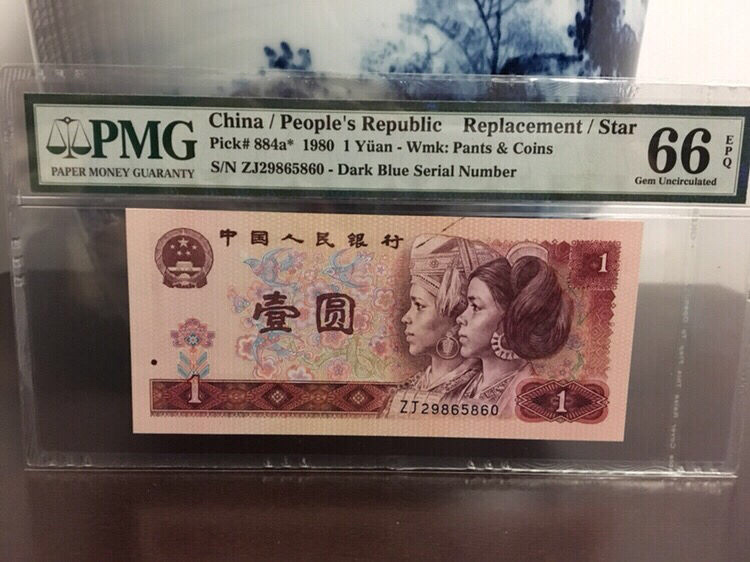 PMG
PAPER MONEY GUARANTY
China / People's Republic Replacement / Star
Pick# 884a* 1980 1 Yüan - Wmk: Pants & Coins
S/N ZJ29865860 - Dark Blue Serial Number
66 EPQ
Gem Uncirculated
中国人民银行
壹圆
1
1
1
ZJ29865860